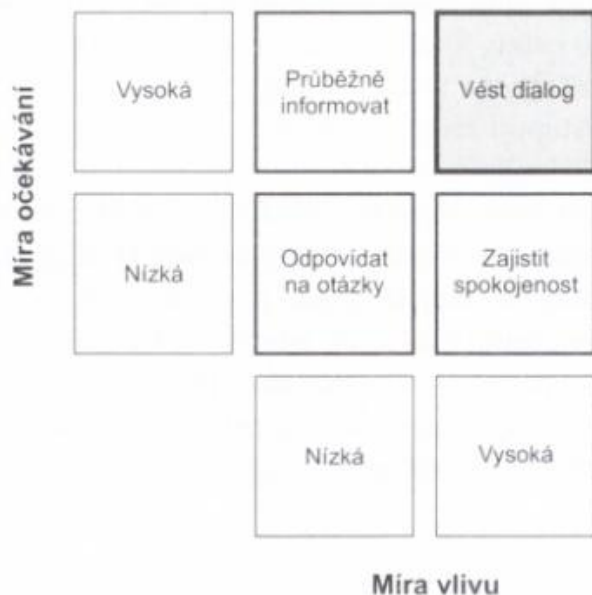 Míra očekávání
Vysoká
Průběžně
informovat
Vést dialog
Nízká
Odpovídat
na otázky
Zajistit
spokojenost
Nízká
Vysoká
Míra vlivu